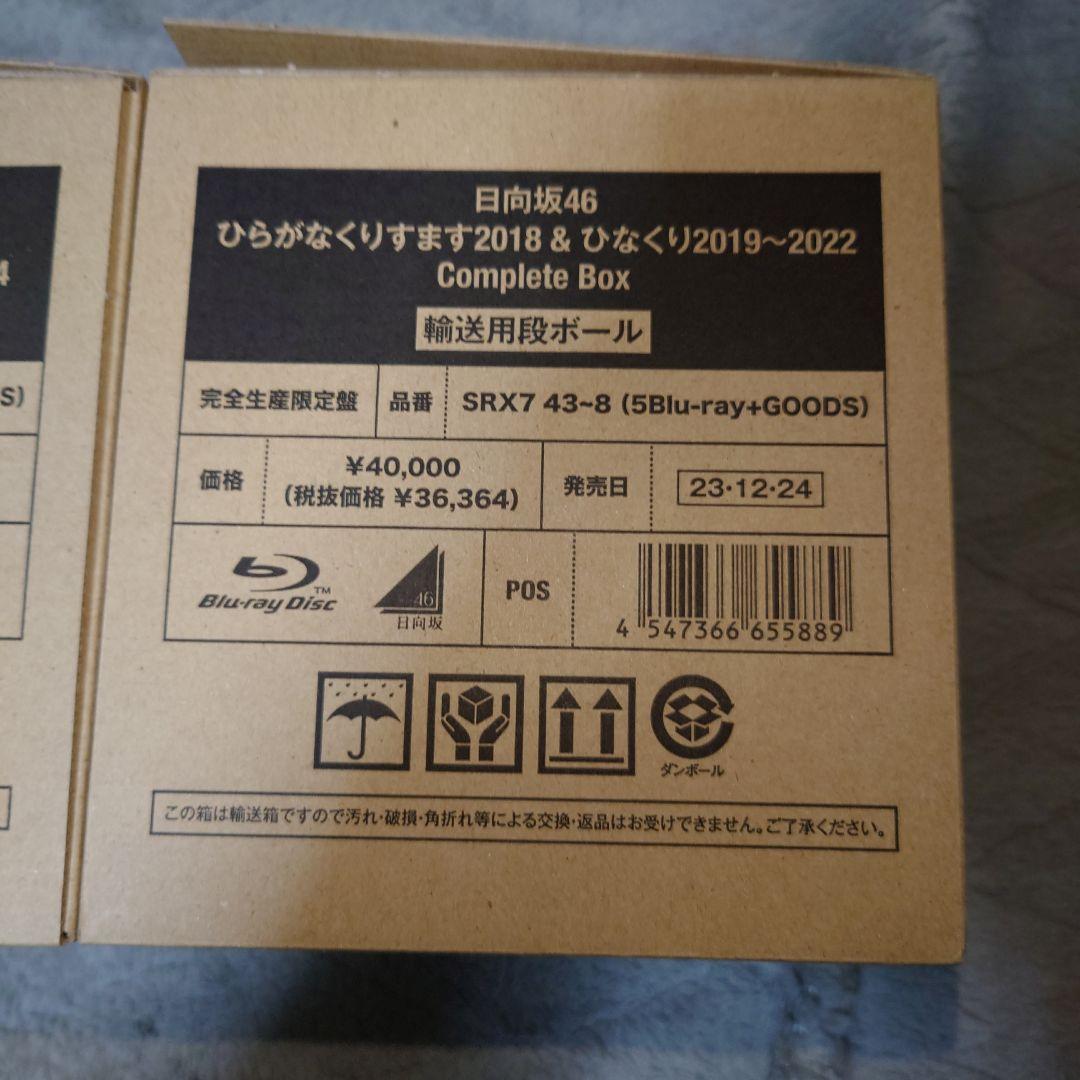 日向坂46
ひらがなくりすます2018 & ひなくり2019〜2022
Complete Box
輸送用段ボール
4
S)
完全生産限定盤 品番 SRX7 43~8 (5Blu-ray+GOODS)
価格 ¥40,000
(税抜価格 ¥36,364)
発売日 23·12·24
Blu-ray Disc TM
46
日向坂
POS
4 547366 655889
ダンボール
この箱は輸送箱ですので汚れ・破損・角折れ等による交換・返品はお受けできません。ご了承ください。